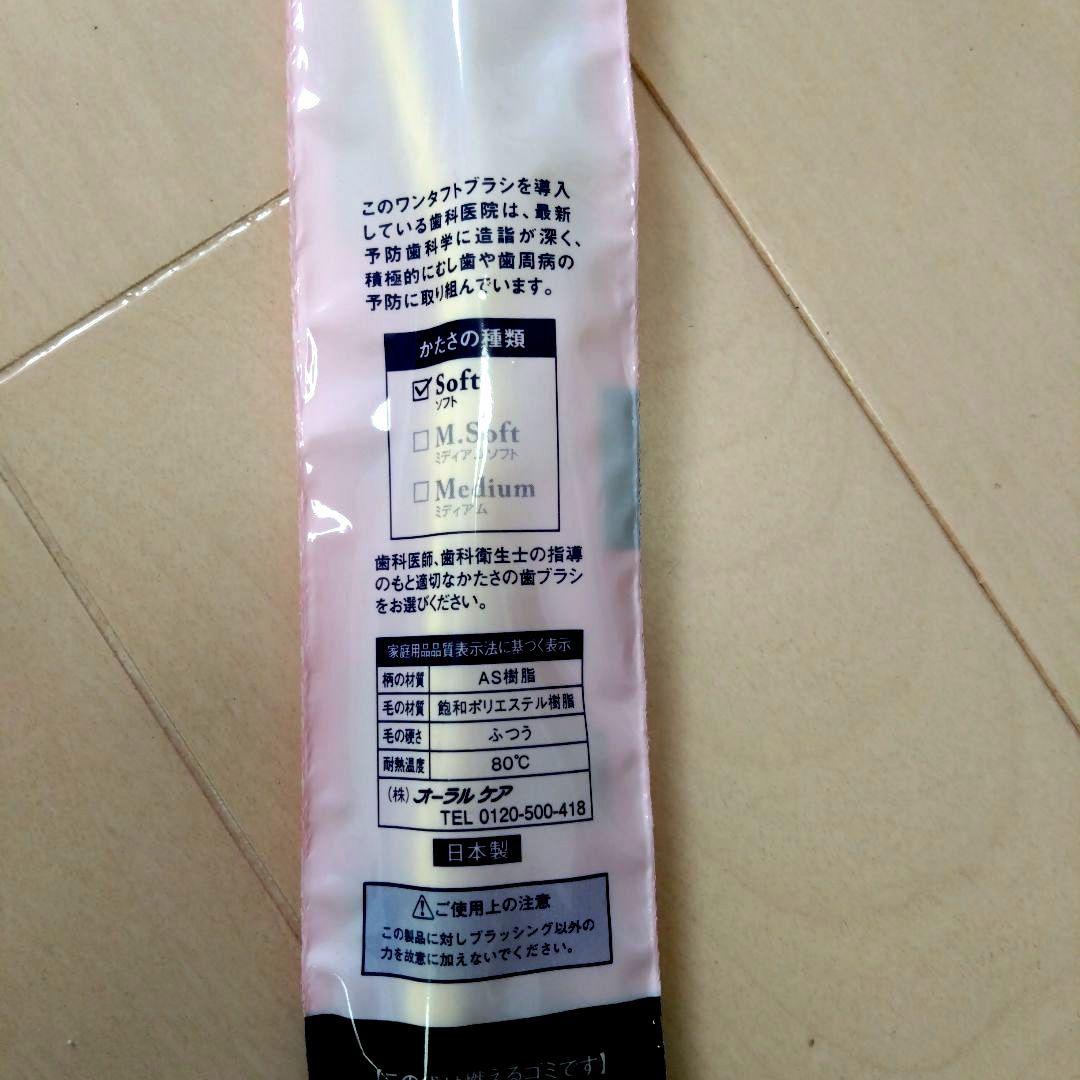 このワンタフトブラシを導入
している歯科医院は、最新
予防歯科学に造詣が深く、
積極的にむし歯や歯周病の
予防に取り組んでいます。
かたさの種類
Soft
ソフト
M.Soft
ミディアムソフト
Medium
ミディアム
歯科医師、歯科衛生士の指導
のもと適切なかたさの歯ブラシ
をお選びください。
家庭用品品質表示法に基づく表示
柄の材質 AS樹脂
毛の材質 飽和ポリエステル樹脂
毛の硬さ ふつう
耐熱温度 80℃
(株)オーラルケア
TEL 0120-500-418
日本製
⚠ご使用上の注意
この製品に対しブラッシング以外の
力を故意に加えないでください。
燃えるゴミです】